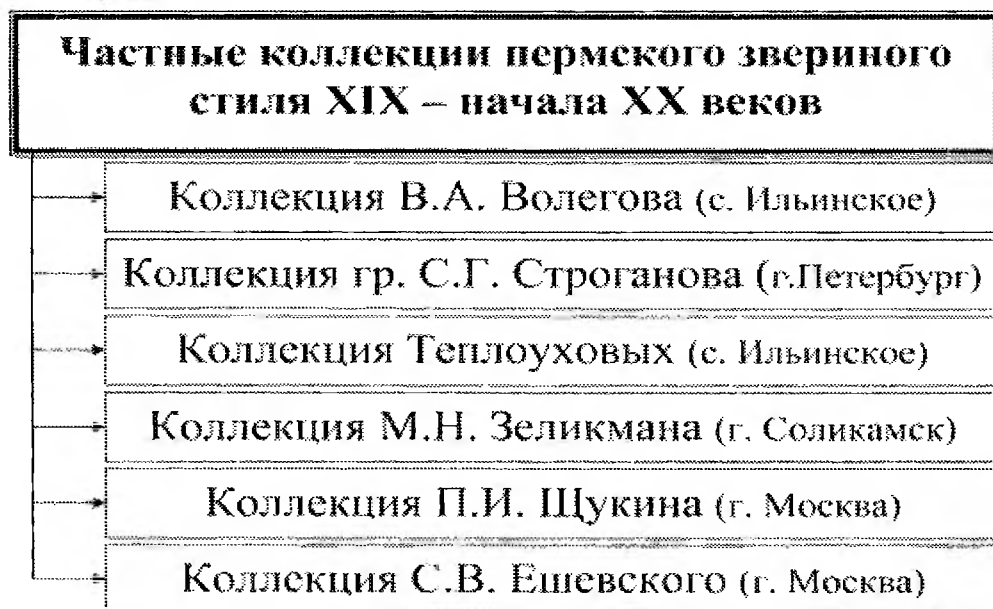 Частные коллекции пермского звериного
стиля XIX – начала XX веков
Коллекция В.А. Волегова (с. Ильинское)
Коллекция гр. С.Г. Строганова (г.Петербург)
Коллекция Теплоуховых (с. Ильинское)
Коллекция М.Н. Зеликмана (г. Соликамск)
Коллекция П.И. Щукина (г. Москва)
Коллекция С.В. Ешевского (г. Москва)